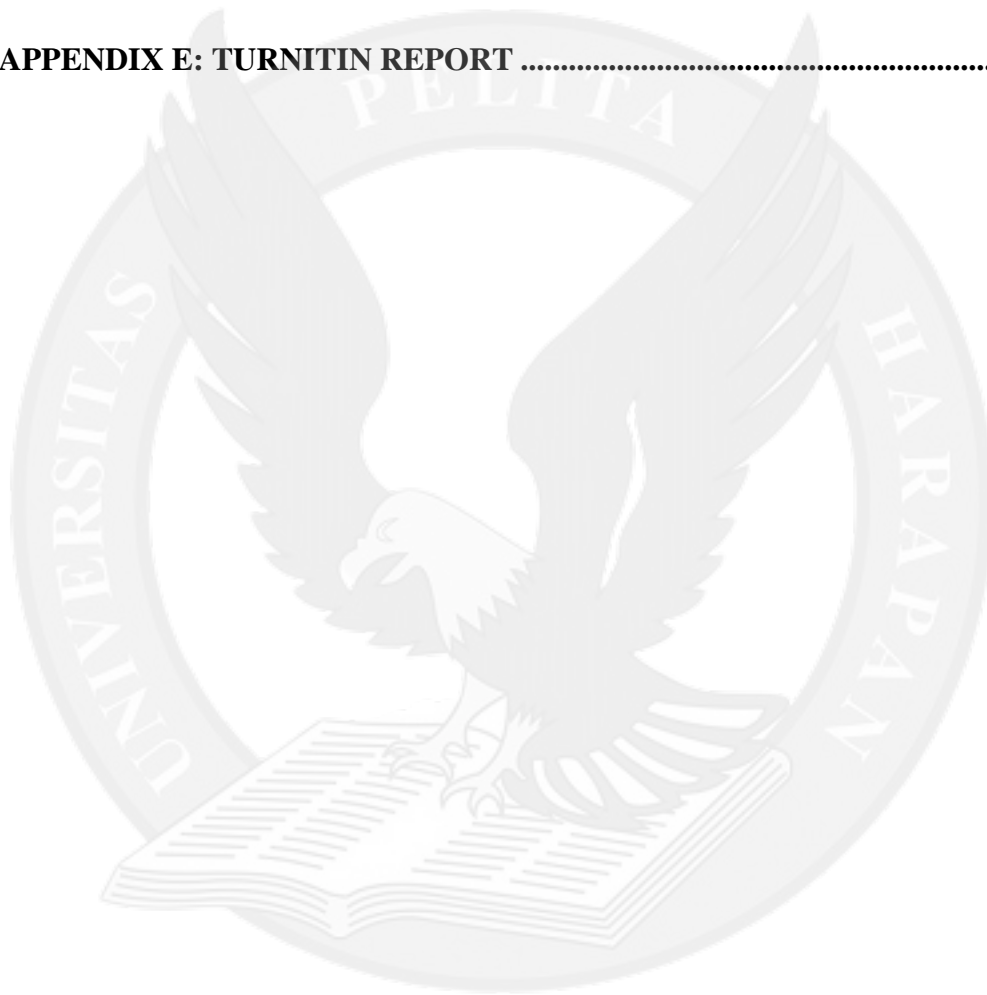 APPENDIX E: TURNITIN REPORT ..........................................................
PELITA
UNIVERSITAS
HARAPAN